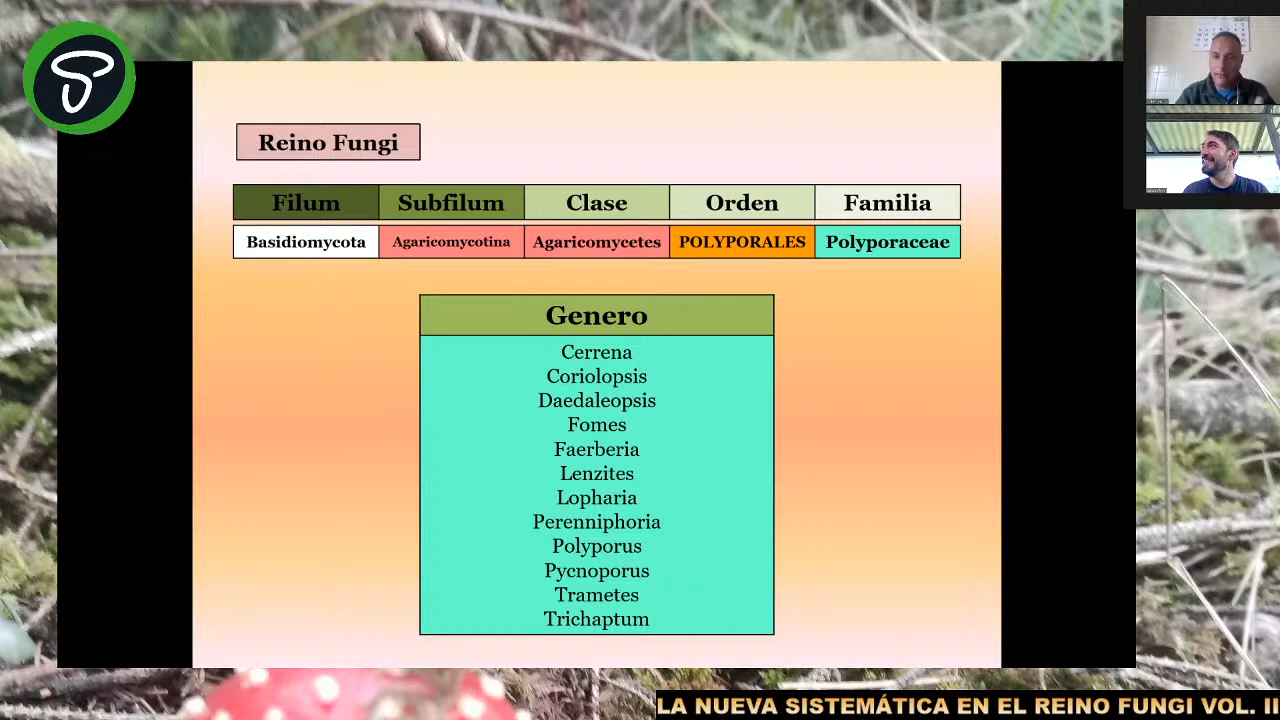 Reino Fungi
Filum Subfilum Clase Orden Familia
Basidiomycota Agaricomycotina Agaricomycetes POLYPORALES Polyporaceae
Genero
Cerrena
Coriolopsis
Daedaleopsis
Fomes
Faerberia
Lenzites
Lopharia
Perenniphoria
Polyporus
Pycnoporus
Trametes
Trichaptum
LA NUEVA SISTEMÁTICA EN EL REINO FUNGI VOL. II